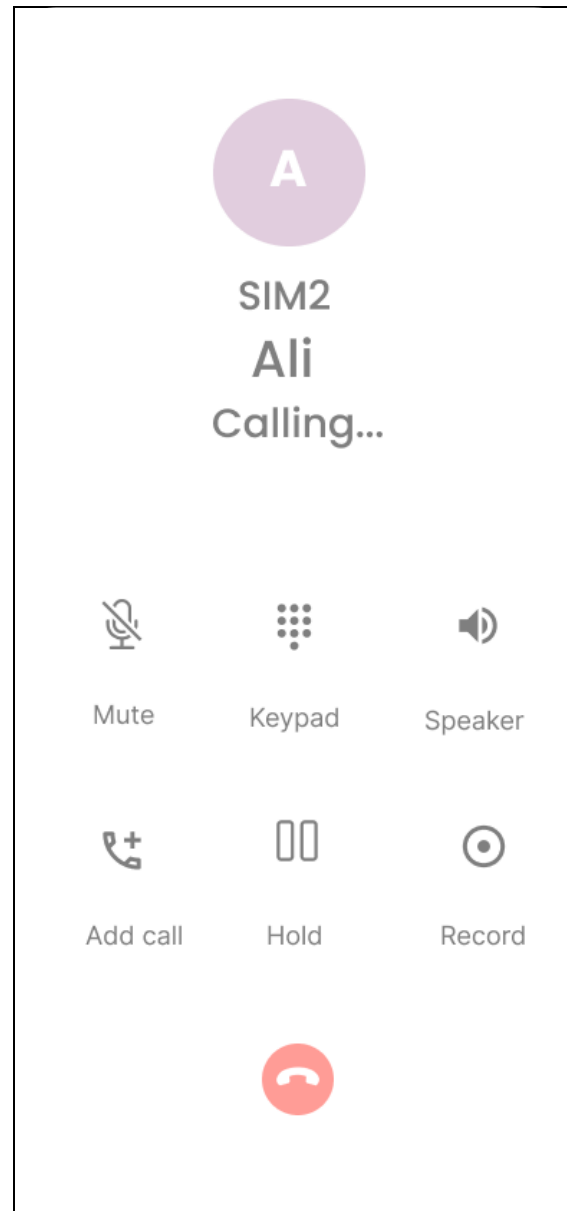 A
SIM2
Ali
Calling...
Mute
Keypad
Speaker
Add call
Hold
Record